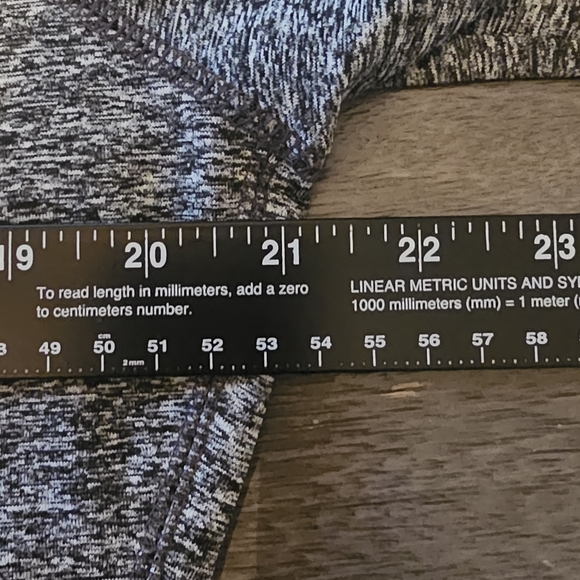 19 20 21 22 23
To read length in millimeters, add a zero
to centimeters number.
LINEAR METRIC UNITS AND
1000 millimeters (mm) = 1 meter
cm
49 50 51 52 53 54 55 56 57 58
2mm